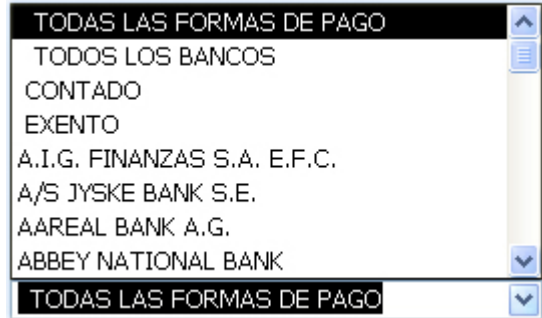 TODAS LAS FORMAS DE PAGO
TODOS LOS BANCOS
CONTADO
EXENTO
A.I.G. FINANZAS S.A. E.F.C.
A/S JYSKE BANK S.E.
AAREAL BANK A.G.
ABBEY NATIONAL BANK
TODAS LAS FORMAS DE PAGO